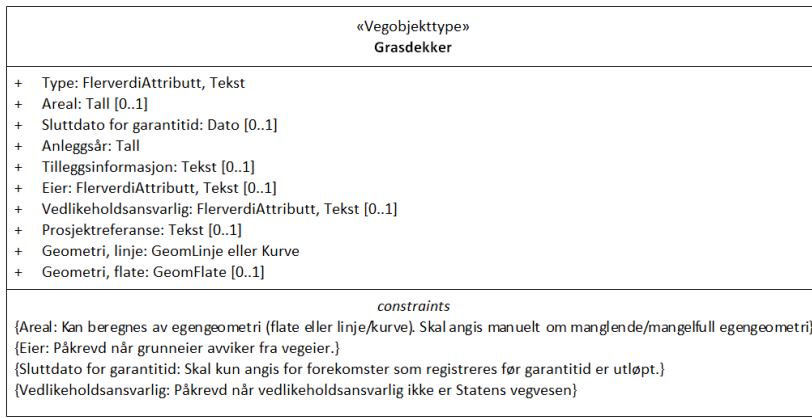 «Vegobjekttype»
Grasdekker
+ Type: FlerverdiAttributt, Tekst
+ Areal: Tall [0..1]
+ Sluttdato for garantitid: Dato [0..1]
+ Anleggsår: Tall
+ Tilleggsinformasjon: Tekst [0..1]
+ Eier: FlerverdiAttributt, Tekst [0..1]
+ Vedlikeholdsansvarlig: FlerverdiAttributt, Tekst [0..1]
+ Prosjektreferanse: Tekst [0..1]
+ Geometri, linje: GeomLinje eller Kurve
+ Geometri, flate: GeomFlate [0..1]
constraints
{Areal: Kan beregnes av egengeometri (flate eller linje/kurve). Skal angis manuelt om manglende/mangelfull egengeometri}
{Eier: Påkrevd når grunneier avviker fra vegeier.}
{Sluttdato for garantitid: Skal kun angis for forekomster som registreres før garantitid er utløpt.}
{Vedlikeholdsansvarlig: Påkrevd når vedlikeholdsansvarlig ikke er Statens vegvesen}